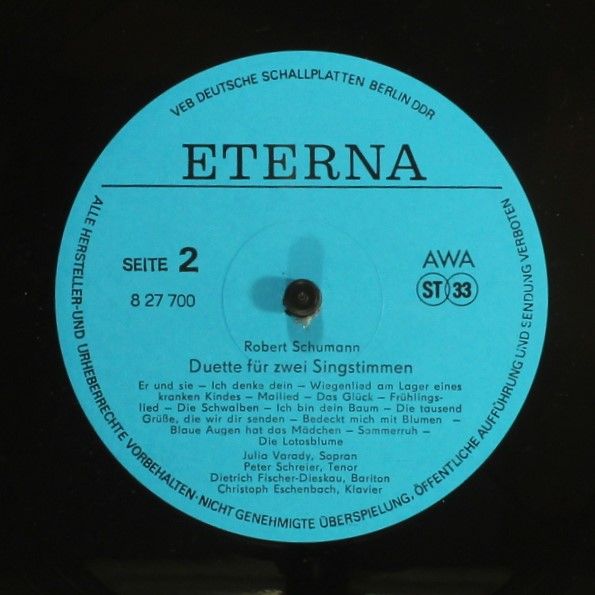 VEB DEUTSCHE SCHALLPLATTEN BERLIN DDR
ETERNA
SEITE 2
8 27 700
AWA
ST 33
Robert Schumann
Duette für zwei Singstimmen
Er und sie – Ich denke dein – Wiegenlied am Lager eines
kranken Kindes – Mailied – Das Glück – Frühlings-
lied – Die Schwalben – Ich bin dein Baum – Die tausend
Grüße, die wir dir senden – Bedeckt mich mit Blumen –
Blaue Augen hat das Mädchen – Sommerruh –
Die Lotosblume
Julia Varady, Sopran
Peter Schreier, Tenor
Dietrich Fischer-Dieskau, Bariton
Christoph Eschenbach, Klavier
ALLE HERSTELLER-UND URHEBERRECHTE VORBEHALTEN·NICHT GENEHMIGTE ÜBERSPIELUNG, ÖFFENTLICHE AUFFÜHRUNG UND SENDUNG VERBOTEN